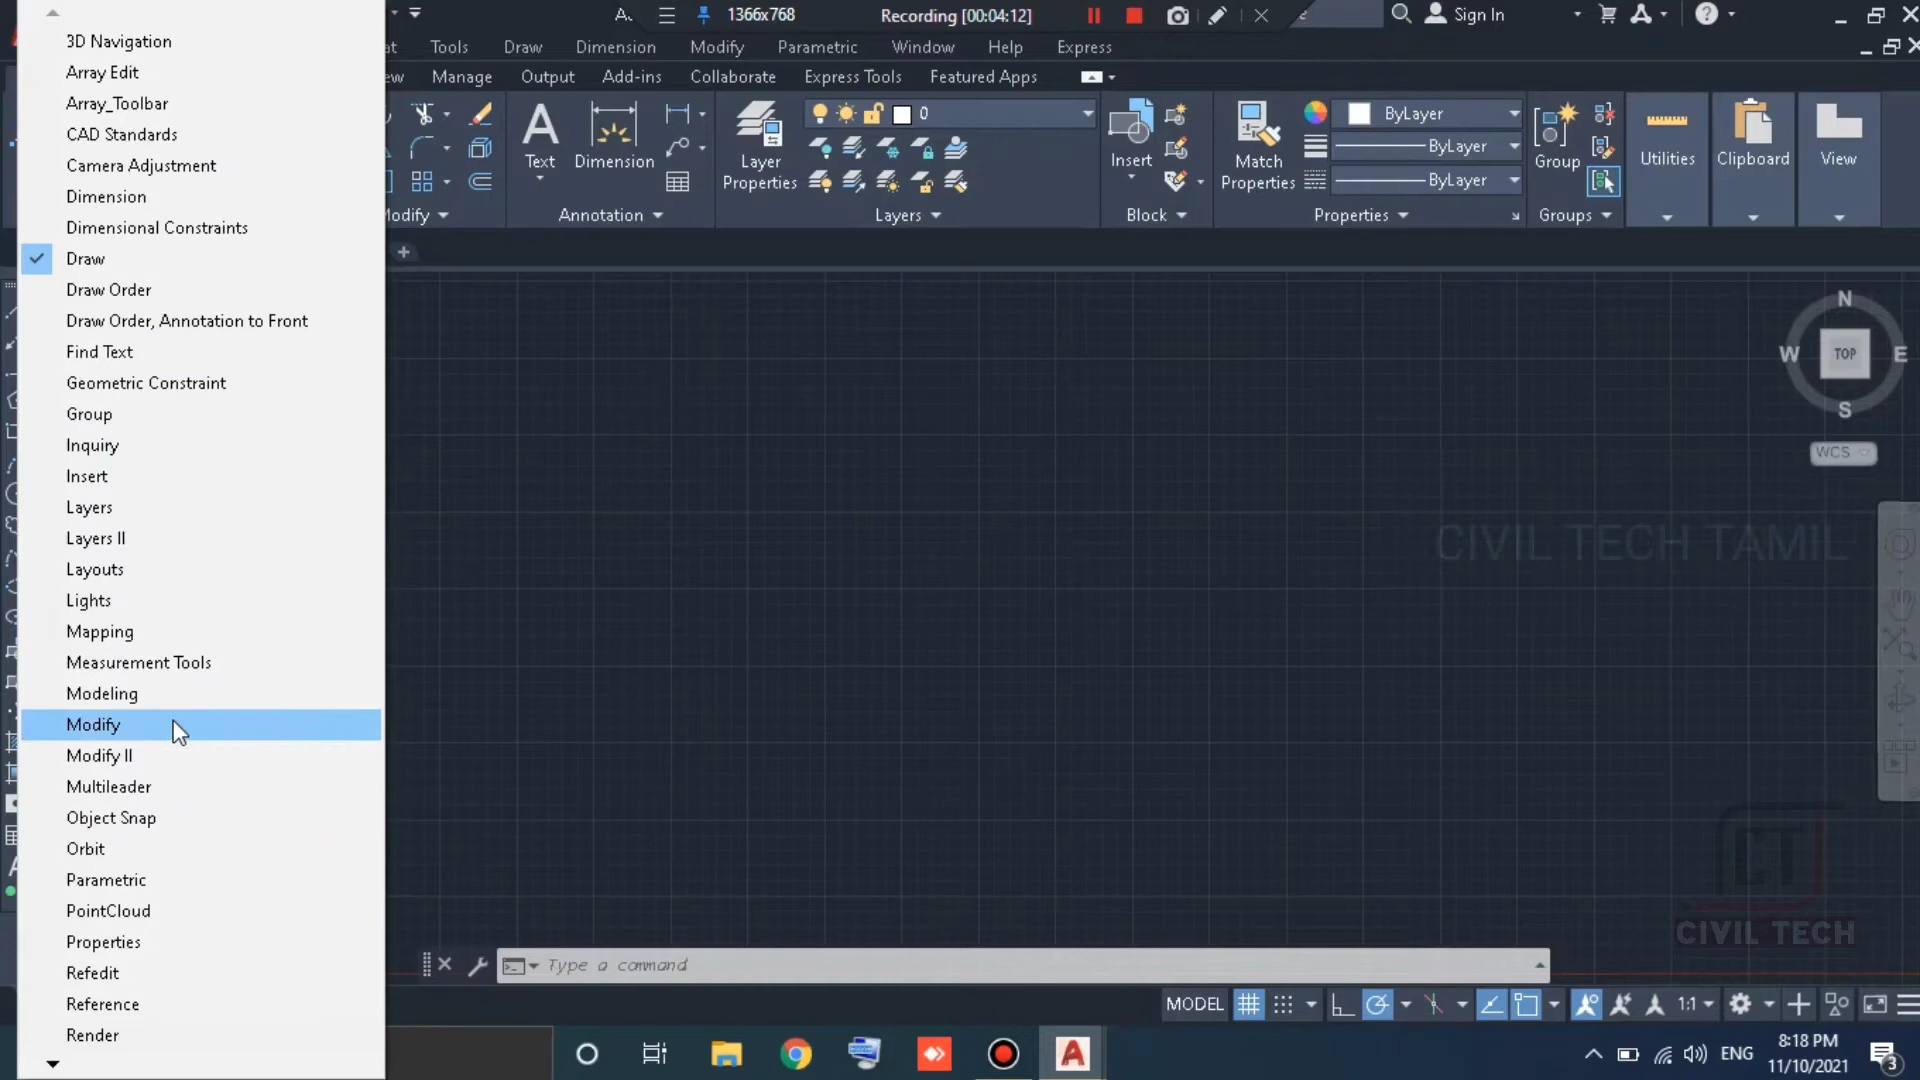 1366x768
Recording [00:04:12]
Sign In
Tools
Draw
Dimension
Modify
Parametric
Window
Help
Express
Manage
Output
Add-ins
Collaborate
Express Tools
Featured Apps
Text
Dimension
Annotation
Layer Properties
0
Layers
Insert
Block
Match Properties
ByLayer
ByLayer
ByLayer
Properties
Group
Groups
Utilities
Clipboard
View
3D Navigation
Array Edit
Array_Toolbar
CAD Standards
Camera Adjustment
Dimension
Dimensional Constraints
Draw
Draw Order
Draw Order, Annotation to Front
Find Text
Geometric Constraint
Group
Inquiry
Insert
Layers
Layers II
Layouts
Lights
Mapping
Measurement Tools
Modeling
Modify
Modify II
Multileader
Object Snap
Orbit
Parametric
PointCloud
Properties
Refedit
Reference
Render
N
W
TOP
E
S
WCS
CIVIL TECH TAMIL
CT
CIVIL TECH
Type a command
MODEL
1:1
ENG
8:18 PM
11/10/2021
3